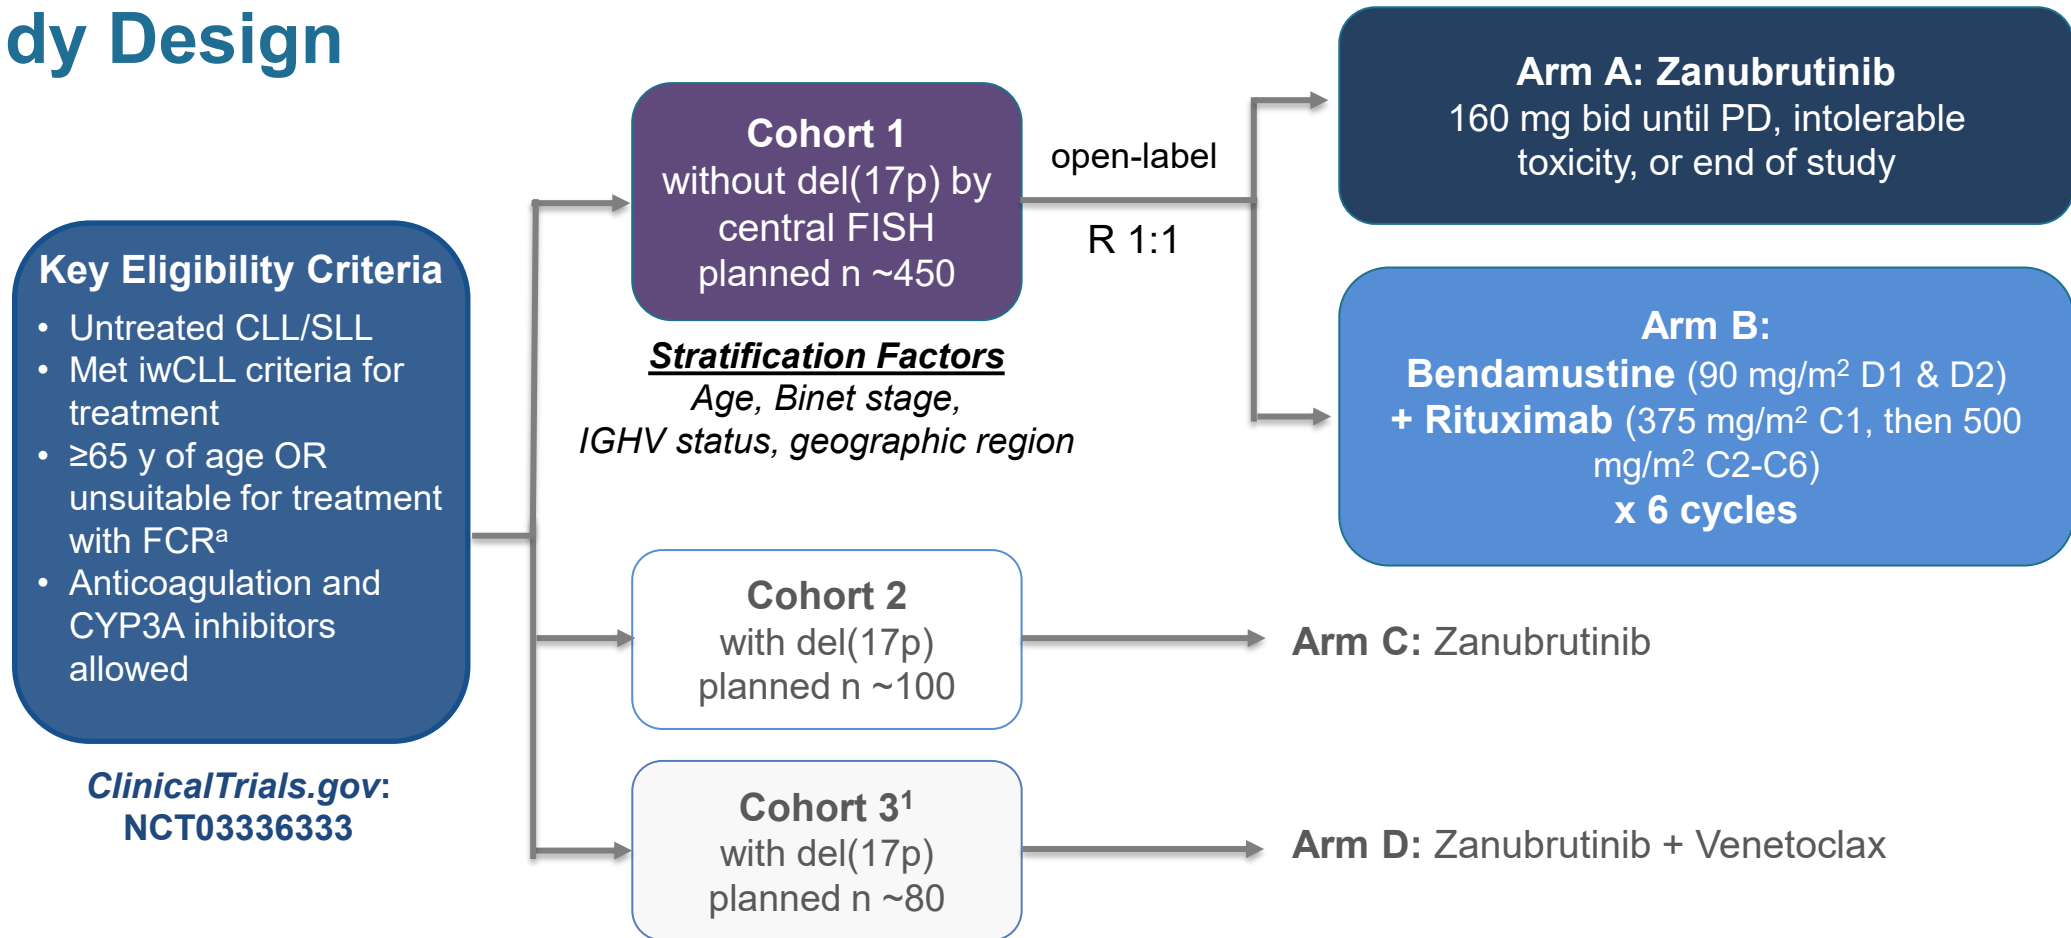 dy Design
Key Eligibility Criteria
• Untreated CLL/SLL
• Met iwCLL criteria for
treatment
• ≥65 y of age OR
unsuitable for treatment
with FCRᵃ
• Anticoagulation and
CYP3A inhibitors
allowed
ClinicalTrials.gov:
NCT03336333
Cohort 1
without del(17p) by
central FISH
planned n ~450
Stratification Factors
Age, Binet stage,
IGHV status, geographic region
open-label
R 1:1
Arm A: Zanubrutinib
160 mg bid until PD, intolerable
toxicity, or end of study
Arm B:
Bendamustine (90 mg/m² D1 & D2)
+ Rituximab (375 mg/m² C1, then 500
mg/m² C2-C6)
x 6 cycles
Cohort 2
with del(17p)
planned n ~100
Arm C: Zanubrutinib
Cohort 3¹
with del(17p)
planned n ~80
Arm D: Zanubrutinib + Venetoclax